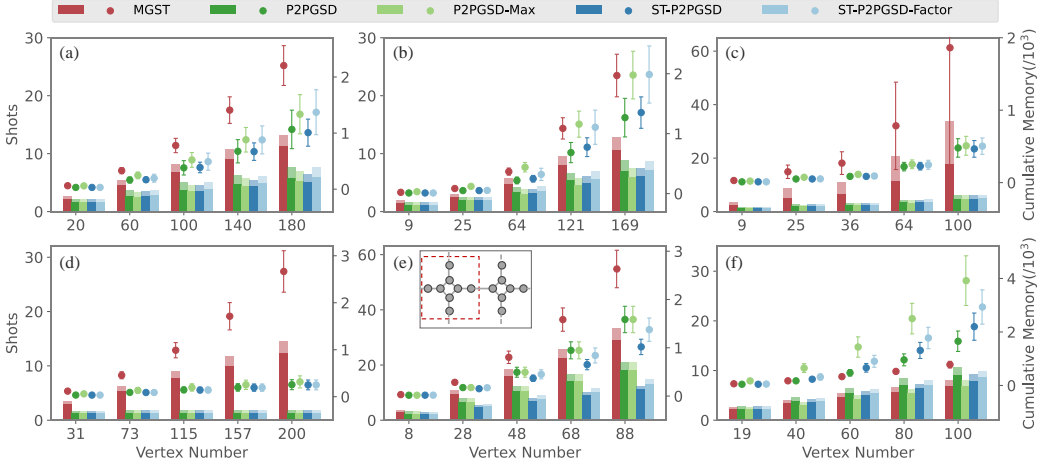 MGST P2PGSD P2PGSD-Max ST-P2PGSD ST-P2PGSD-Factor
(a) (b) (c)
Shots
30
20
10
0
20 60 100 140 180
2
1
0
30
20
10
0
9 25 64 121 169
2
1
0
60
40
20
0
9 25 36 64 100
2
1
0
Cumulative Memory(/10³)
(d) (e) (f)
Shots
30
20
10
0
31 73 115 157 200
Vertex Number
3
2
1
0
60
40
20
0
8 28 48 68 88
Vertex Number
3
2
1
0
30
20
10
0
19 40 60 80 100
Vertex Number
4
2
0
Cumulative Memory(/10³)